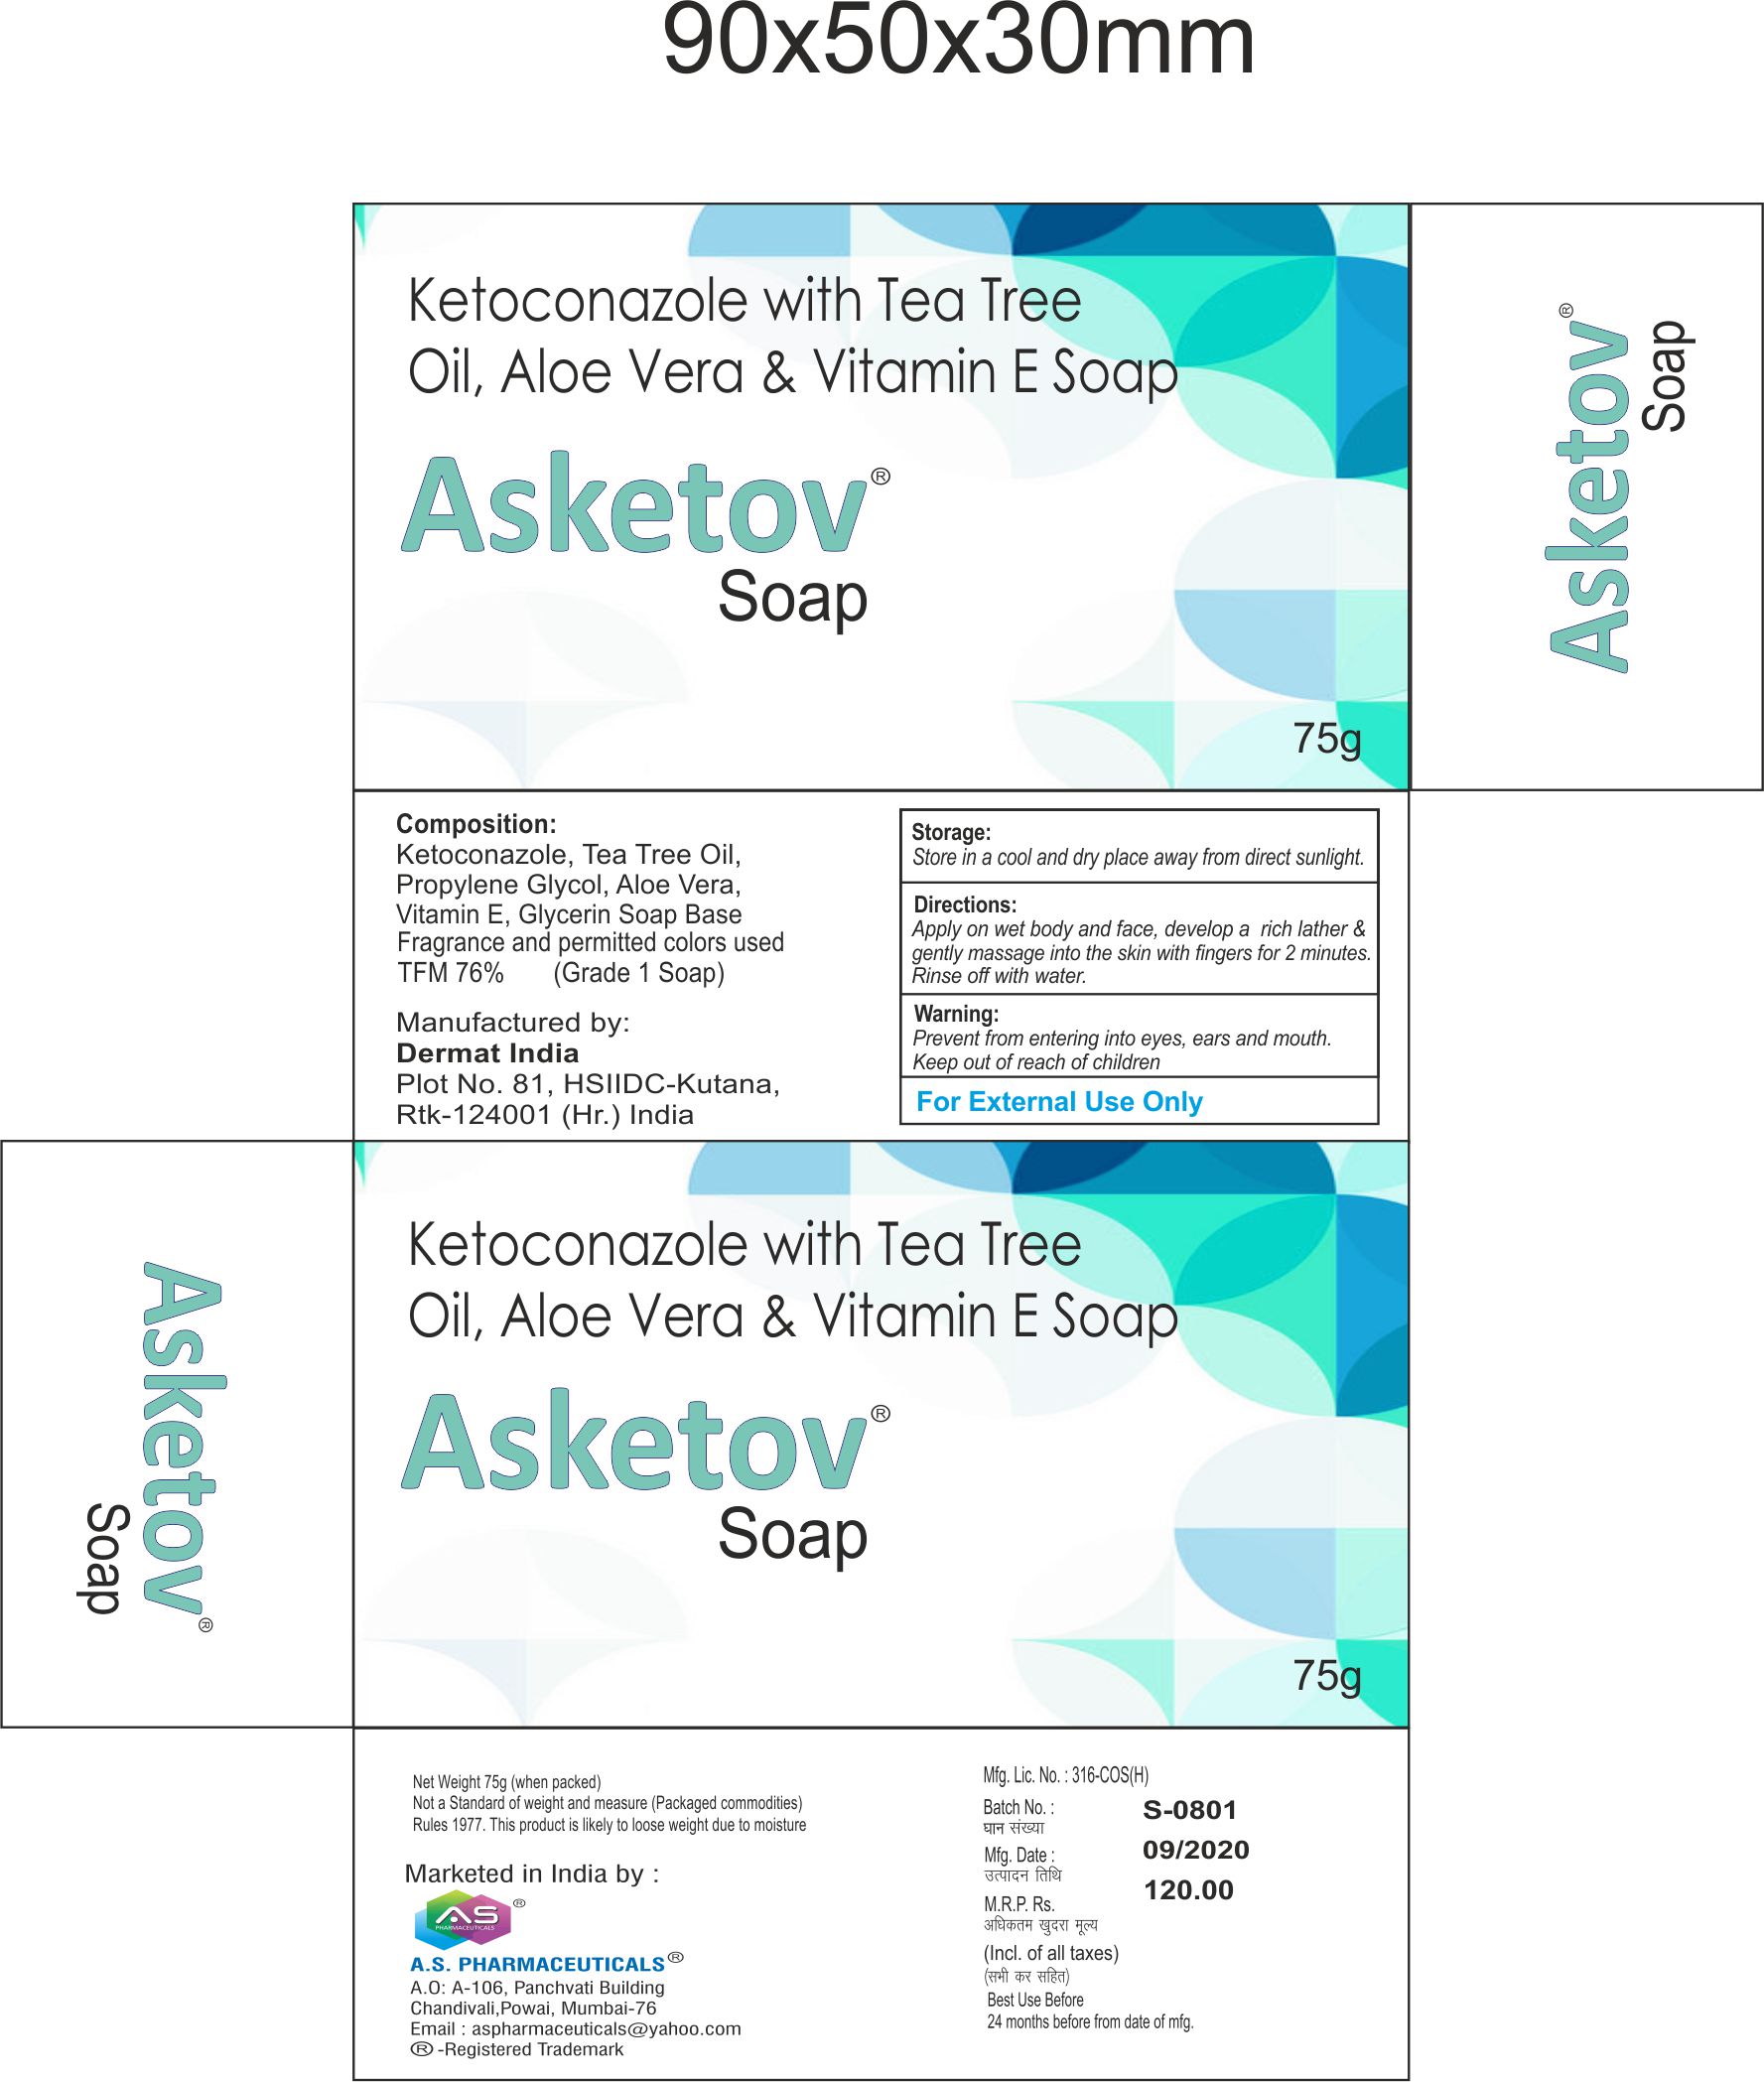 90x50x30mm
Ketoconazole with Tea Tree
Oil, Aloe Vera & Vitamin E Soap
Asketov®
Soap
75g
Asketov®
Soap
Composition:
Ketoconazole, Tea Tree Oil,
Propylene Glycol, Aloe Vera,
Vitamin E, Glycerin Soap Base
Fragrance and permitted colors used
TFM 76% (Grade 1 Soap)
Manufactured by:
Dermat India
Plot No. 81, HSIIDC-Kutana,
Rtk-124001 (Hr.) India
Storage:
Store in a cool and dry place away from direct sunlight.
Directions:
Apply on wet body and face, develop a rich lather &
gently massage into the skin with fingers for 2 minutes.
Rinse off with water.
Warning:
Prevent from entering into eyes, ears and mouth.
Keep out of reach of children
For External Use Only
Asketov®
Soap
Ketoconazole with Tea Tree
Oil, Aloe Vera & Vitamin E Soap
Asketov®
Soap
75g
Net Weight 75g (when packed)
Not a Standard of weight and measure (Packaged commodities)
Rules 1977. This product is likely to loose weight due to moisture
Marketed in India by :
AS ®
PHARMACEUTICALS
A.S. PHARMACEUTICALS®
A.O: A-106, Panchvati Building
Chandivali,Powai, Mumbai-76
Email : aspharmaceuticals@yahoo.com
® -Registered Trademark
Mfg. Lic. No. : 316-COS(H)
Batch No. : S-0801
घान संख्या
Mfg. Date : 09/2020
उत्पादन तिथि
M.R.P. Rs. 120.00
अधिकतम खुदरा मूल्य
(Incl. of all taxes)
(सभी कर सहित)
Best Use Before
24 months before from date of mfg.